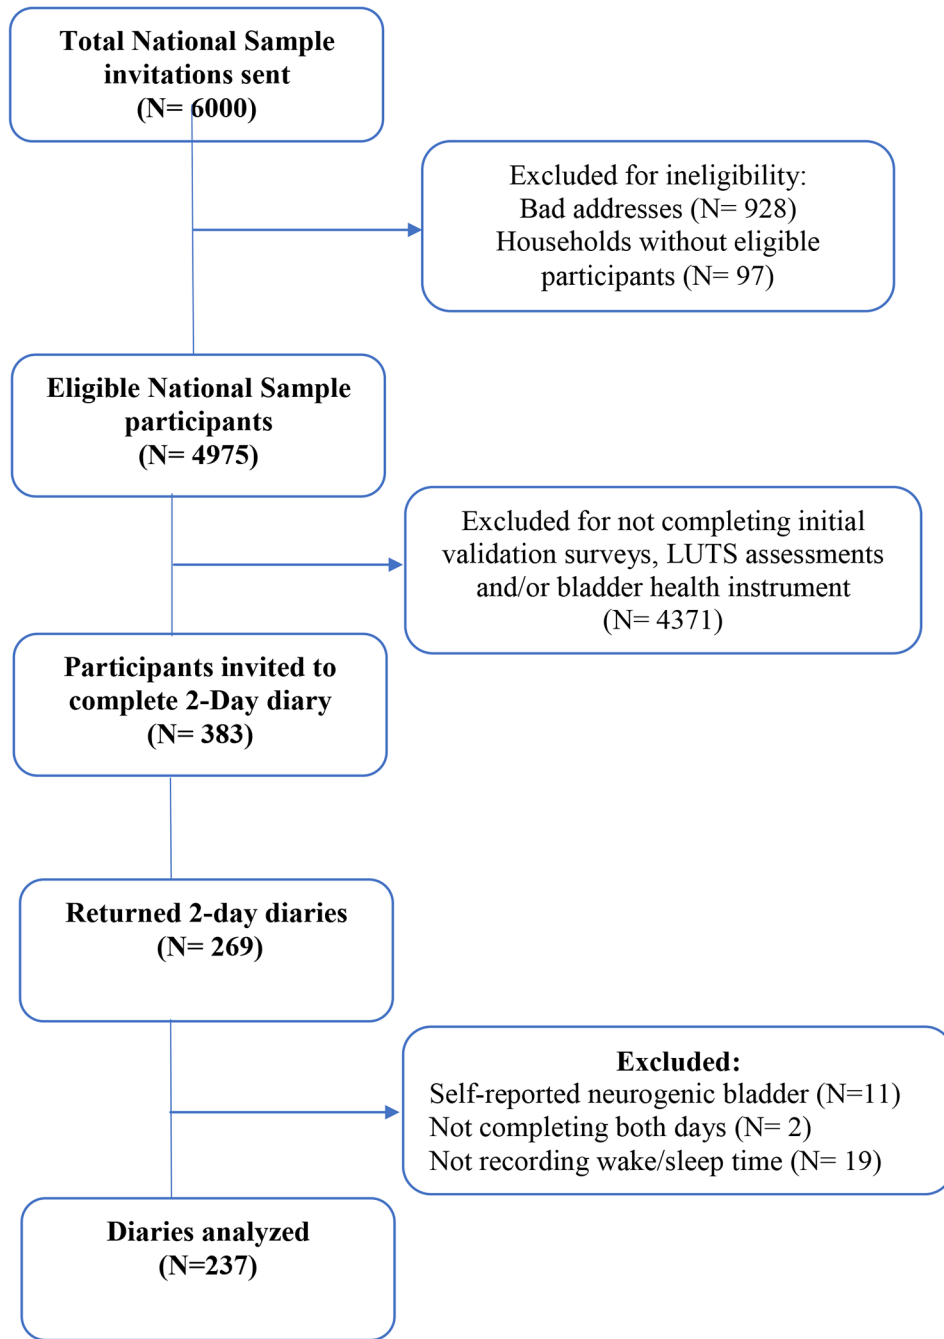 Total National Sample
invitations sent
(N= 6000)
Excluded for ineligibility:
Bad addresses (N= 928)
Households without eligible
participants (N= 97)
Eligible National Sample
participants
(N= 4975)
Excluded for not completing initial
validation surveys, LUTS assessments
and/or bladder health instrument
(N= 4371)
Participants invited to
complete 2-Day diary
(N= 383)
Returned 2-day diaries
(N= 269)
Excluded:
Self-reported neurogenic bladder (N=11)
Not completing both days (N= 2)
Not recording wake/sleep time (N= 19)
Diaries analyzed
(N=237)